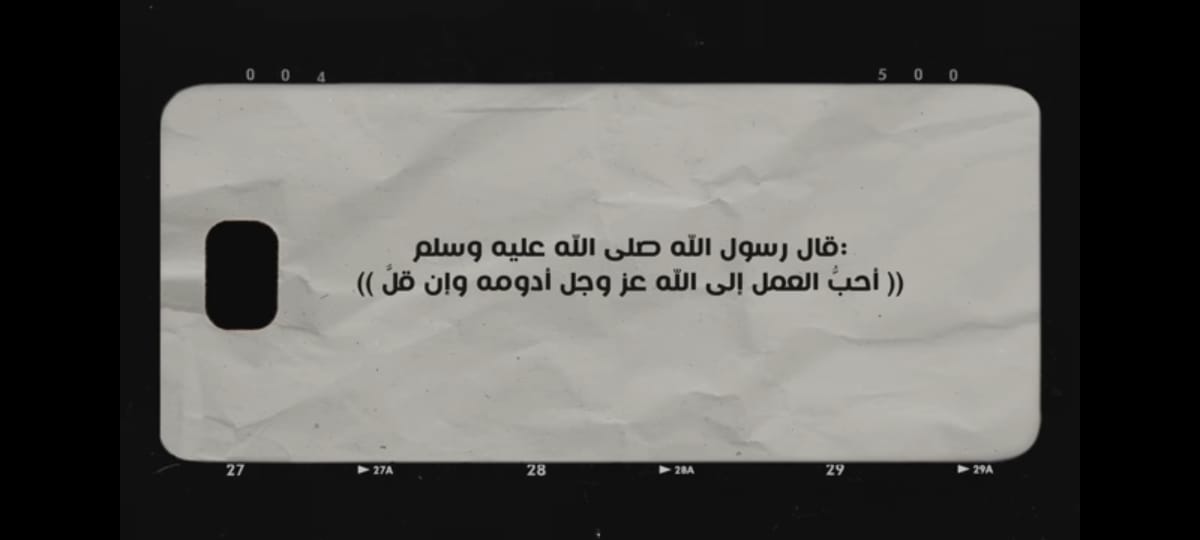 0 0 4
5 0 0
قال رسول الله صلى الله عليه وسلم:
(( أحبُّ العمل إلى الله عز وجل أدومه وإن قلَّ ))
27 ►27A 28 ►28A 29 ►29A